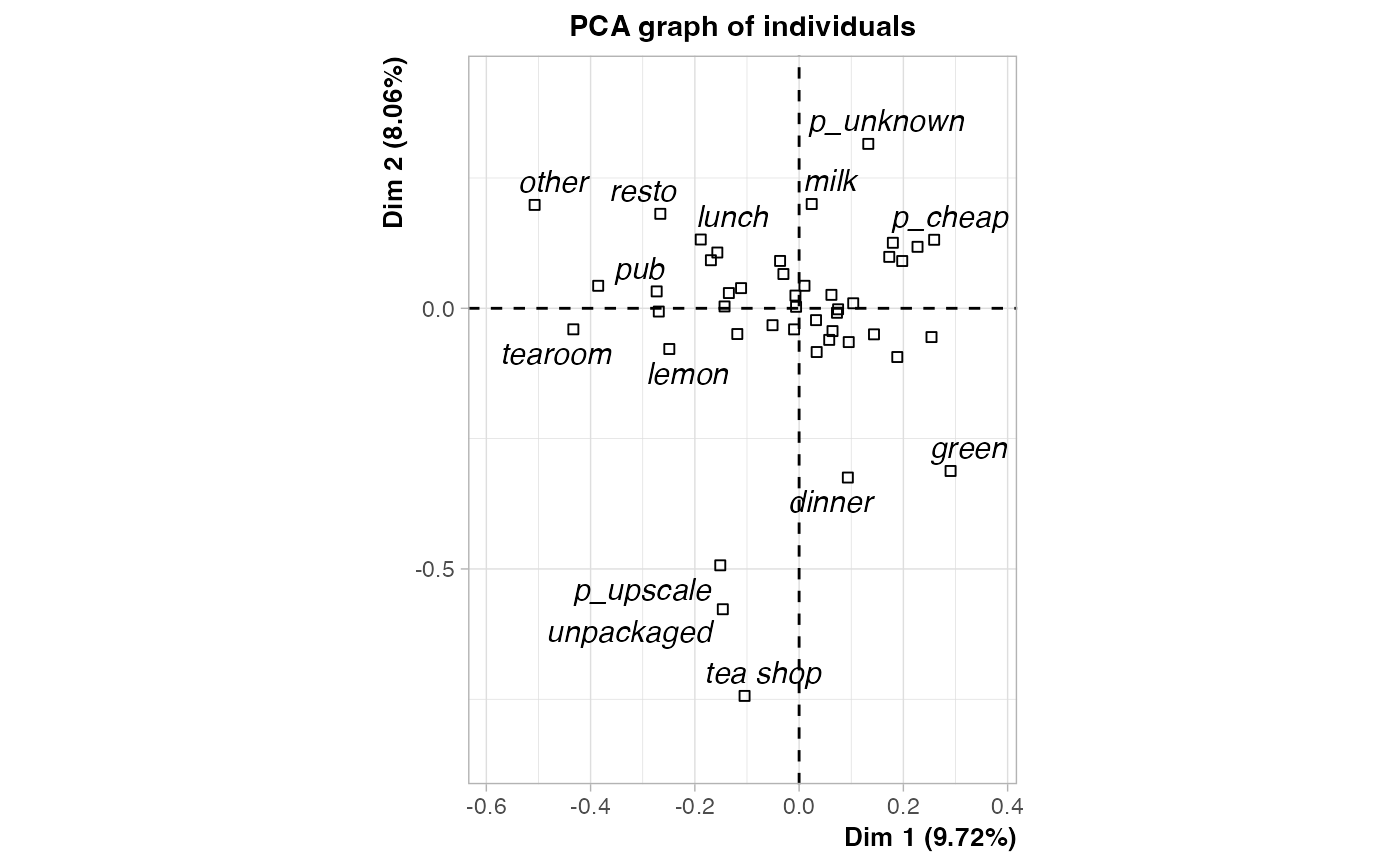 PCA graph of individuals
Dim 2 (8.06%)
p_unknown
other
resto
milk
lunch
p_cheap
pub
0.0
tearoom
lemon
green
dinner
-0.5
p_upscale
unpackaged
tea shop
-0.6
-0.4
-0.2
0.0
0.2
0.4
Dim 1 (9.72%)